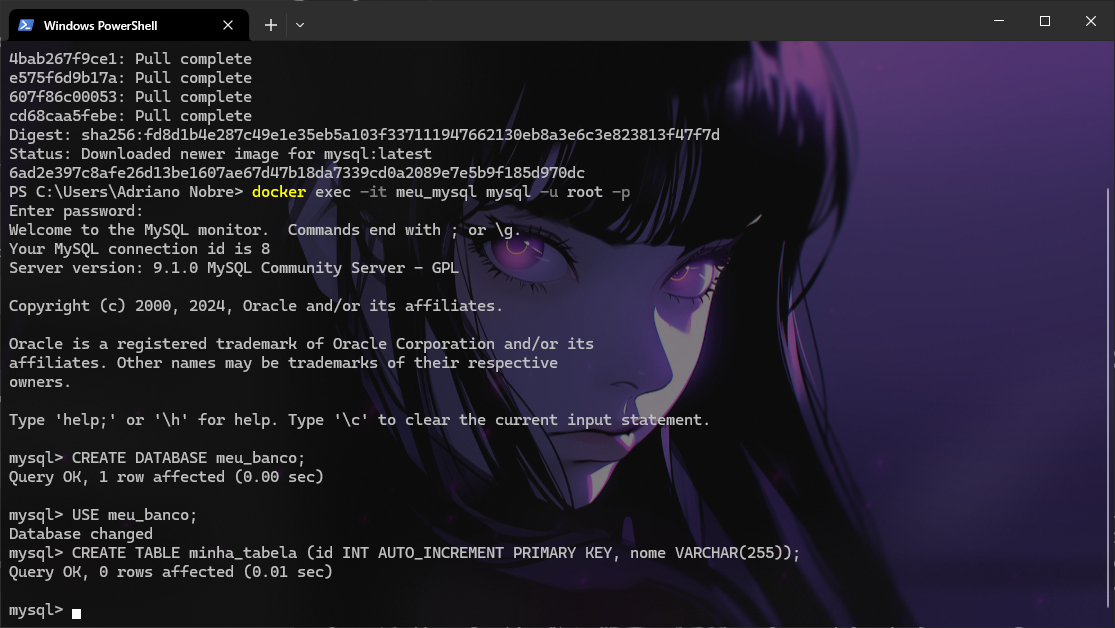 Windows PowerShell
4bab267f9ce1: Pull complete
e575f6d9b17a: Pull complete
607f86c00053: Pull complete
cd68caa5febe: Pull complete
Digest: sha256:fd8d1b4e287c49e1e35eb5a103f337111947662130eb8a3e6c3e823813f47f7d
Status: Downloaded newer image for mysql:latest
6ad2e397c8afe26d13be1607ae67d47b18da7339cd0a2089e7e5b9f185d970dc
PS C:\Users\Adriano Nobre> docker exec -it meu_mysql mysql -u root -p
Enter password:
Welcome to the MySQL monitor.  Commands end with ; or \g.
Your MySQL connection id is 8
Server version: 9.1.0 MySQL Community Server - GPL
Copyright (c) 2000, 2024, Oracle and/or its affiliates.
Oracle is a registered trademark of Oracle Corporation and/or its
affiliates. Other names may be trademarks of their respective
owners.
Type 'help;' or '\h' for help. Type '\c' to clear the current input statement.
mysql> CREATE DATABASE meu_banco;
Query OK, 1 row affected (0.00 sec)
mysql> USE meu_banco;
Database changed
mysql> CREATE TABLE minha_tabela (id INT AUTO_INCREMENT PRIMARY KEY, nome VARCHAR(255));
Query OK, 0 rows affected (0.01 sec)
mysql>